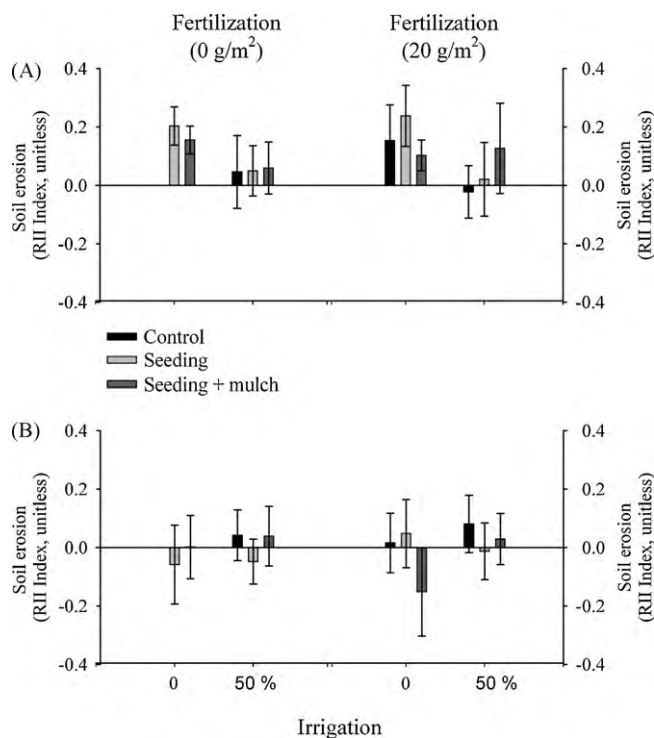 Fertilization Fertilization
(0 g/m²) (20 g/m²)
(A)
0.4 0.4
0.2 0.2
0.0 0.0
-0.2 -0.2
-0.4 -0.4
Soil erosion
(RII Index, unitless)
Soil erosion
(RII Index, unitless)
Control
Seeding
Seeding + mulch
(B)
0.4 0.4
0.2 0.2
0.0 0.0
-0.2 -0.2
-0.4 -0.4
Soil erosion
(RII Index, unitless)
Soil erosion
(RII Index, unitless)
0 50 % 0 50 %
Irrigation